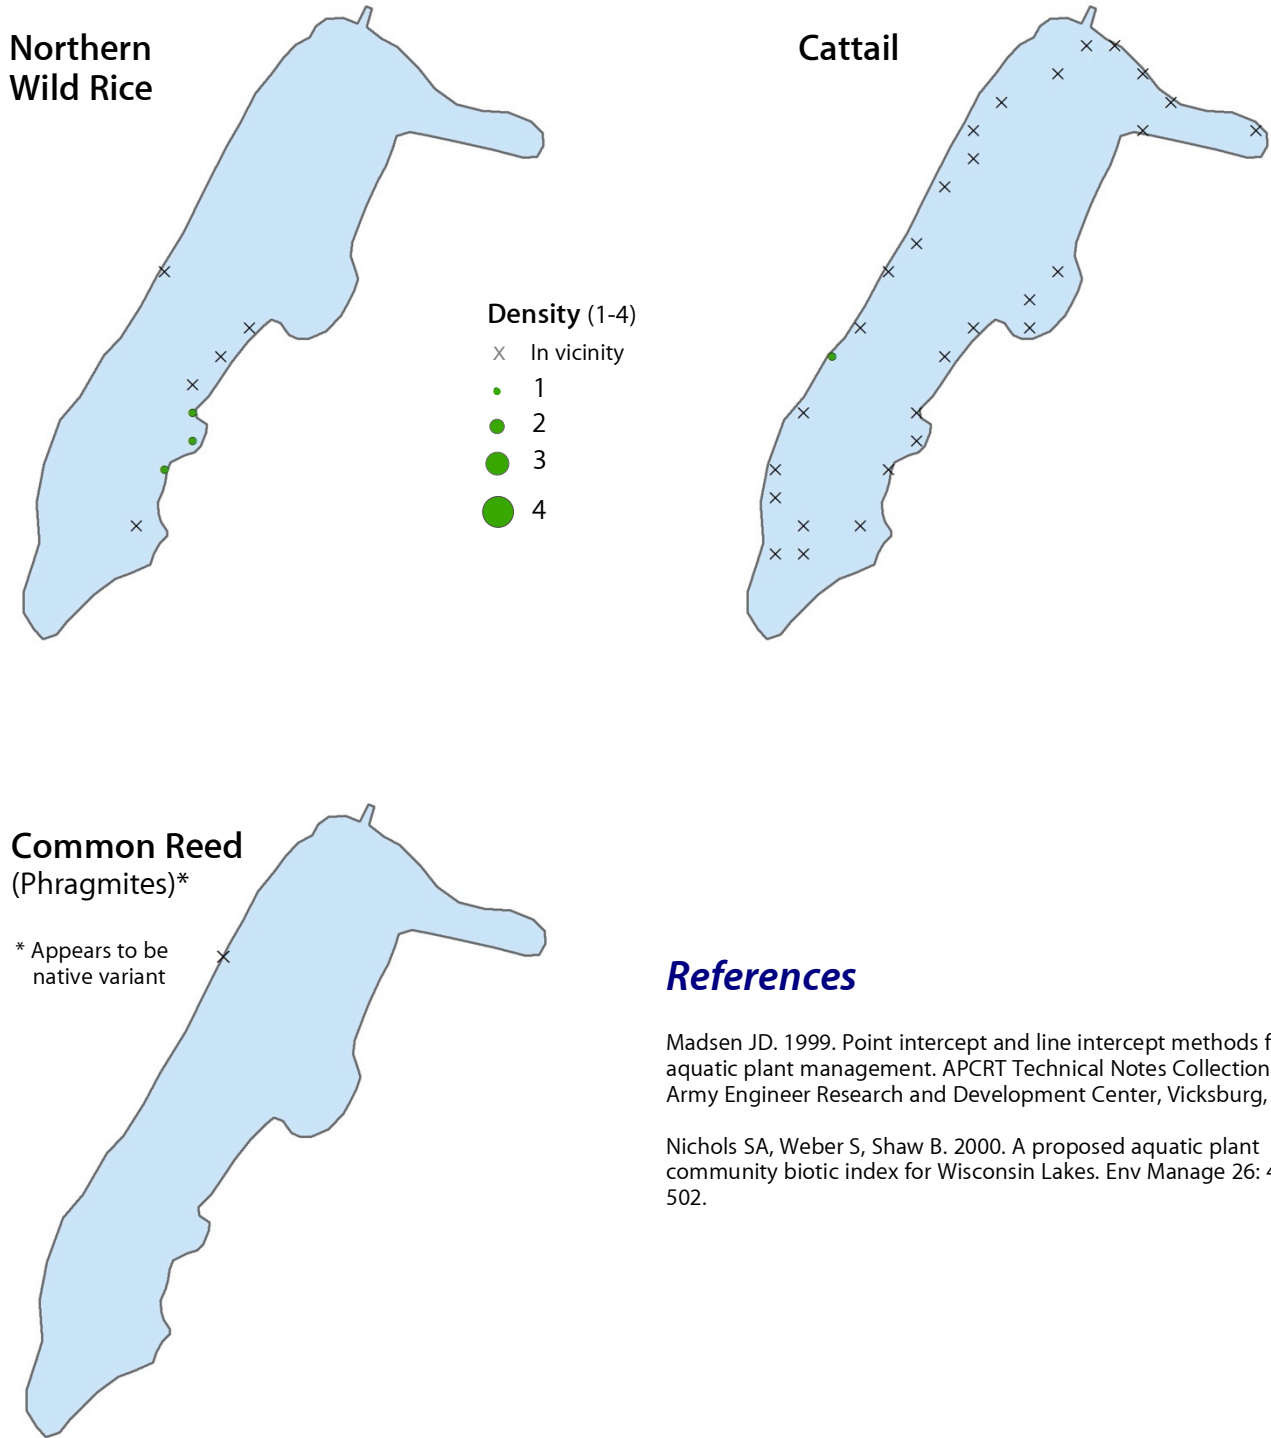 Northern
Wild Rice
Cattail
Density (1-4)
x In vicinity
1
2
3
4
Common Reed
(Phragmites)*
* Appears to be
native variant
References
Madsen JD. 1999. Point intercept and line intercept methods f
aquatic plant management. APCRT Technical Notes Collection
Army Engineer Research and Development Center, Vicksburg,
Nichols SA, Weber S, Shaw B. 2000. A proposed aquatic plant
community biotic index for Wisconsin Lakes. Env Manage 26: 4
502.